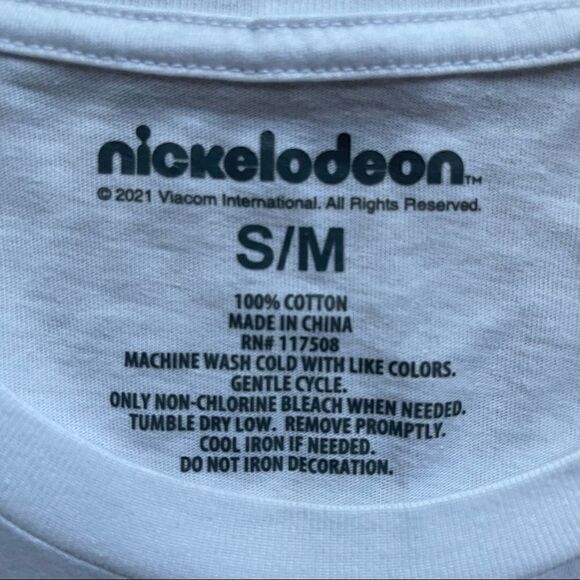 nickelodeon™
© 2021 Viacom International. All Rights Reserved.
S/M
100% COTTON
MADE IN CHINA
RN# 117508
MACHINE WASH COLD WITH LIKE COLORS.
GENTLE CYCLE.
ONLY NON-CHLORINE BLEACH WHEN NEEDED.
TUMBLE DRY LOW. REMOVE PROMPTLY.
COOL IRON IF NEEDED.
DO NOT IRON DECORATION.